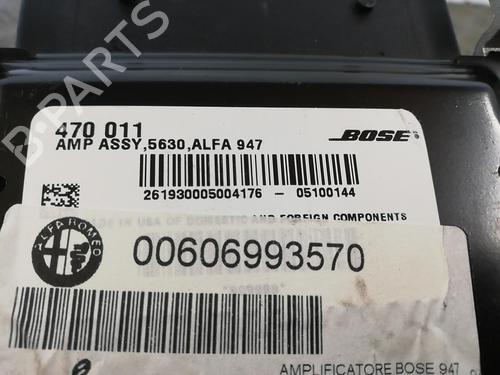 B-PARTS
470 011
AMP ASSY,5630,ALFA 947
BOSE
261930005004176 - 05100144
MADE IN USA OF DOMESTIC AND FOREIGN COMPONENTS
ALFA ROMEO
00606993570
AMPLIFICATORE BOSE 947